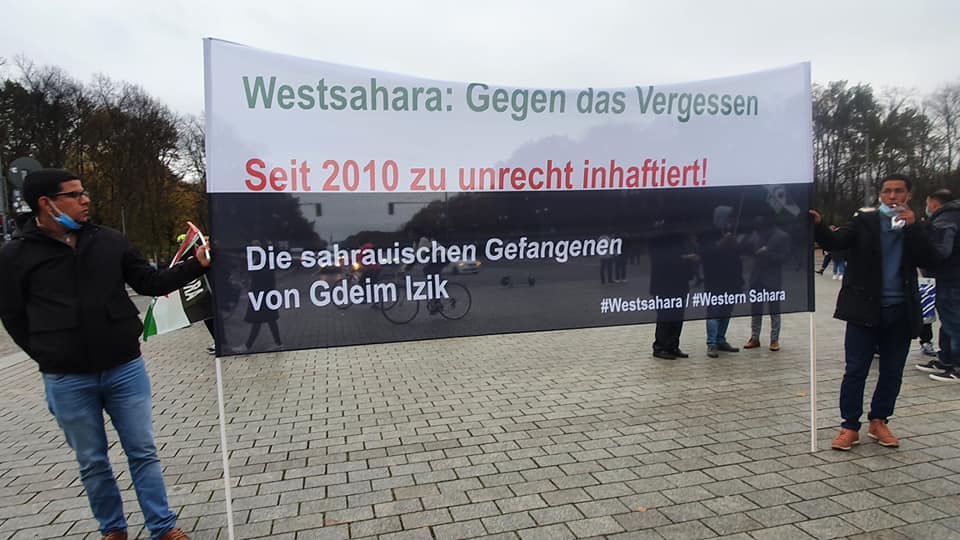 Westsahara: Gegen das Vergessen
Seit 2010 zu unrecht inhaftiert!
Die sahrauischen Gefangenen
von Gdeim Izik
#Westsahara / #Western Sahara